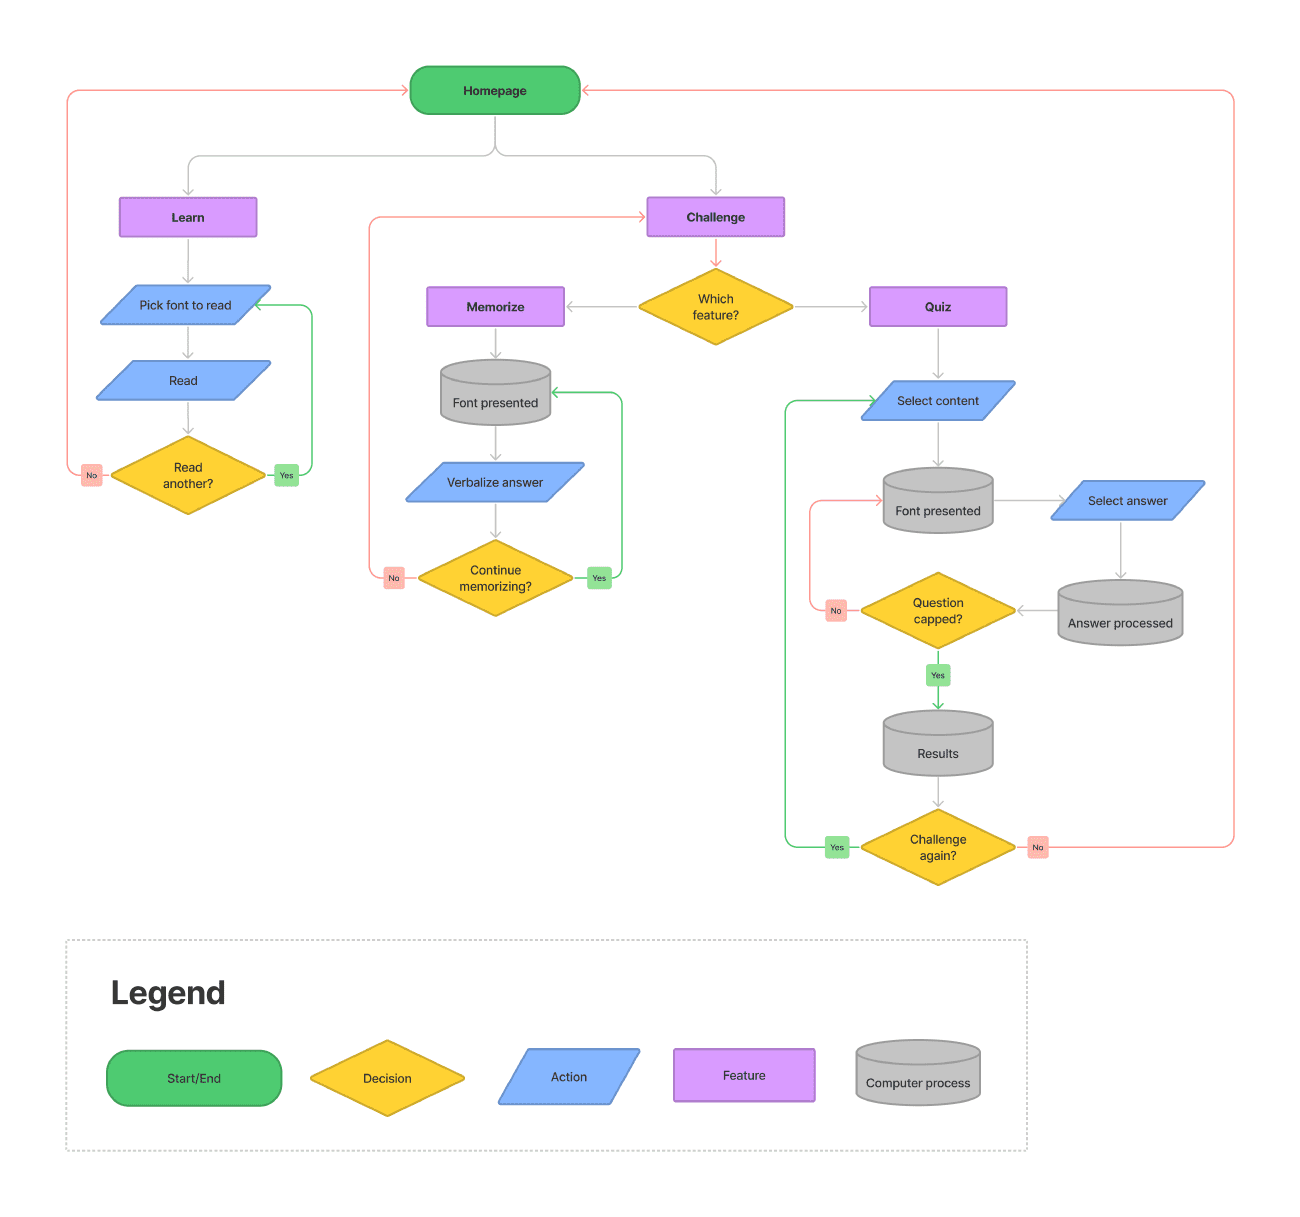 Homepage
Learn
Challenge
Pick font to read
Read
Read
another?
No
Yes
Which
feature?
Memorize
Quiz
Font presented
Verbalize answer
Continue
memorizing?
No
Yes
Select content
Font presented
Select answer
Answer processed
Question
capped?
No
Yes
Results
Challenge
again?
Yes
No
Legend
Start/End
Decision
Action
Feature
Computer process